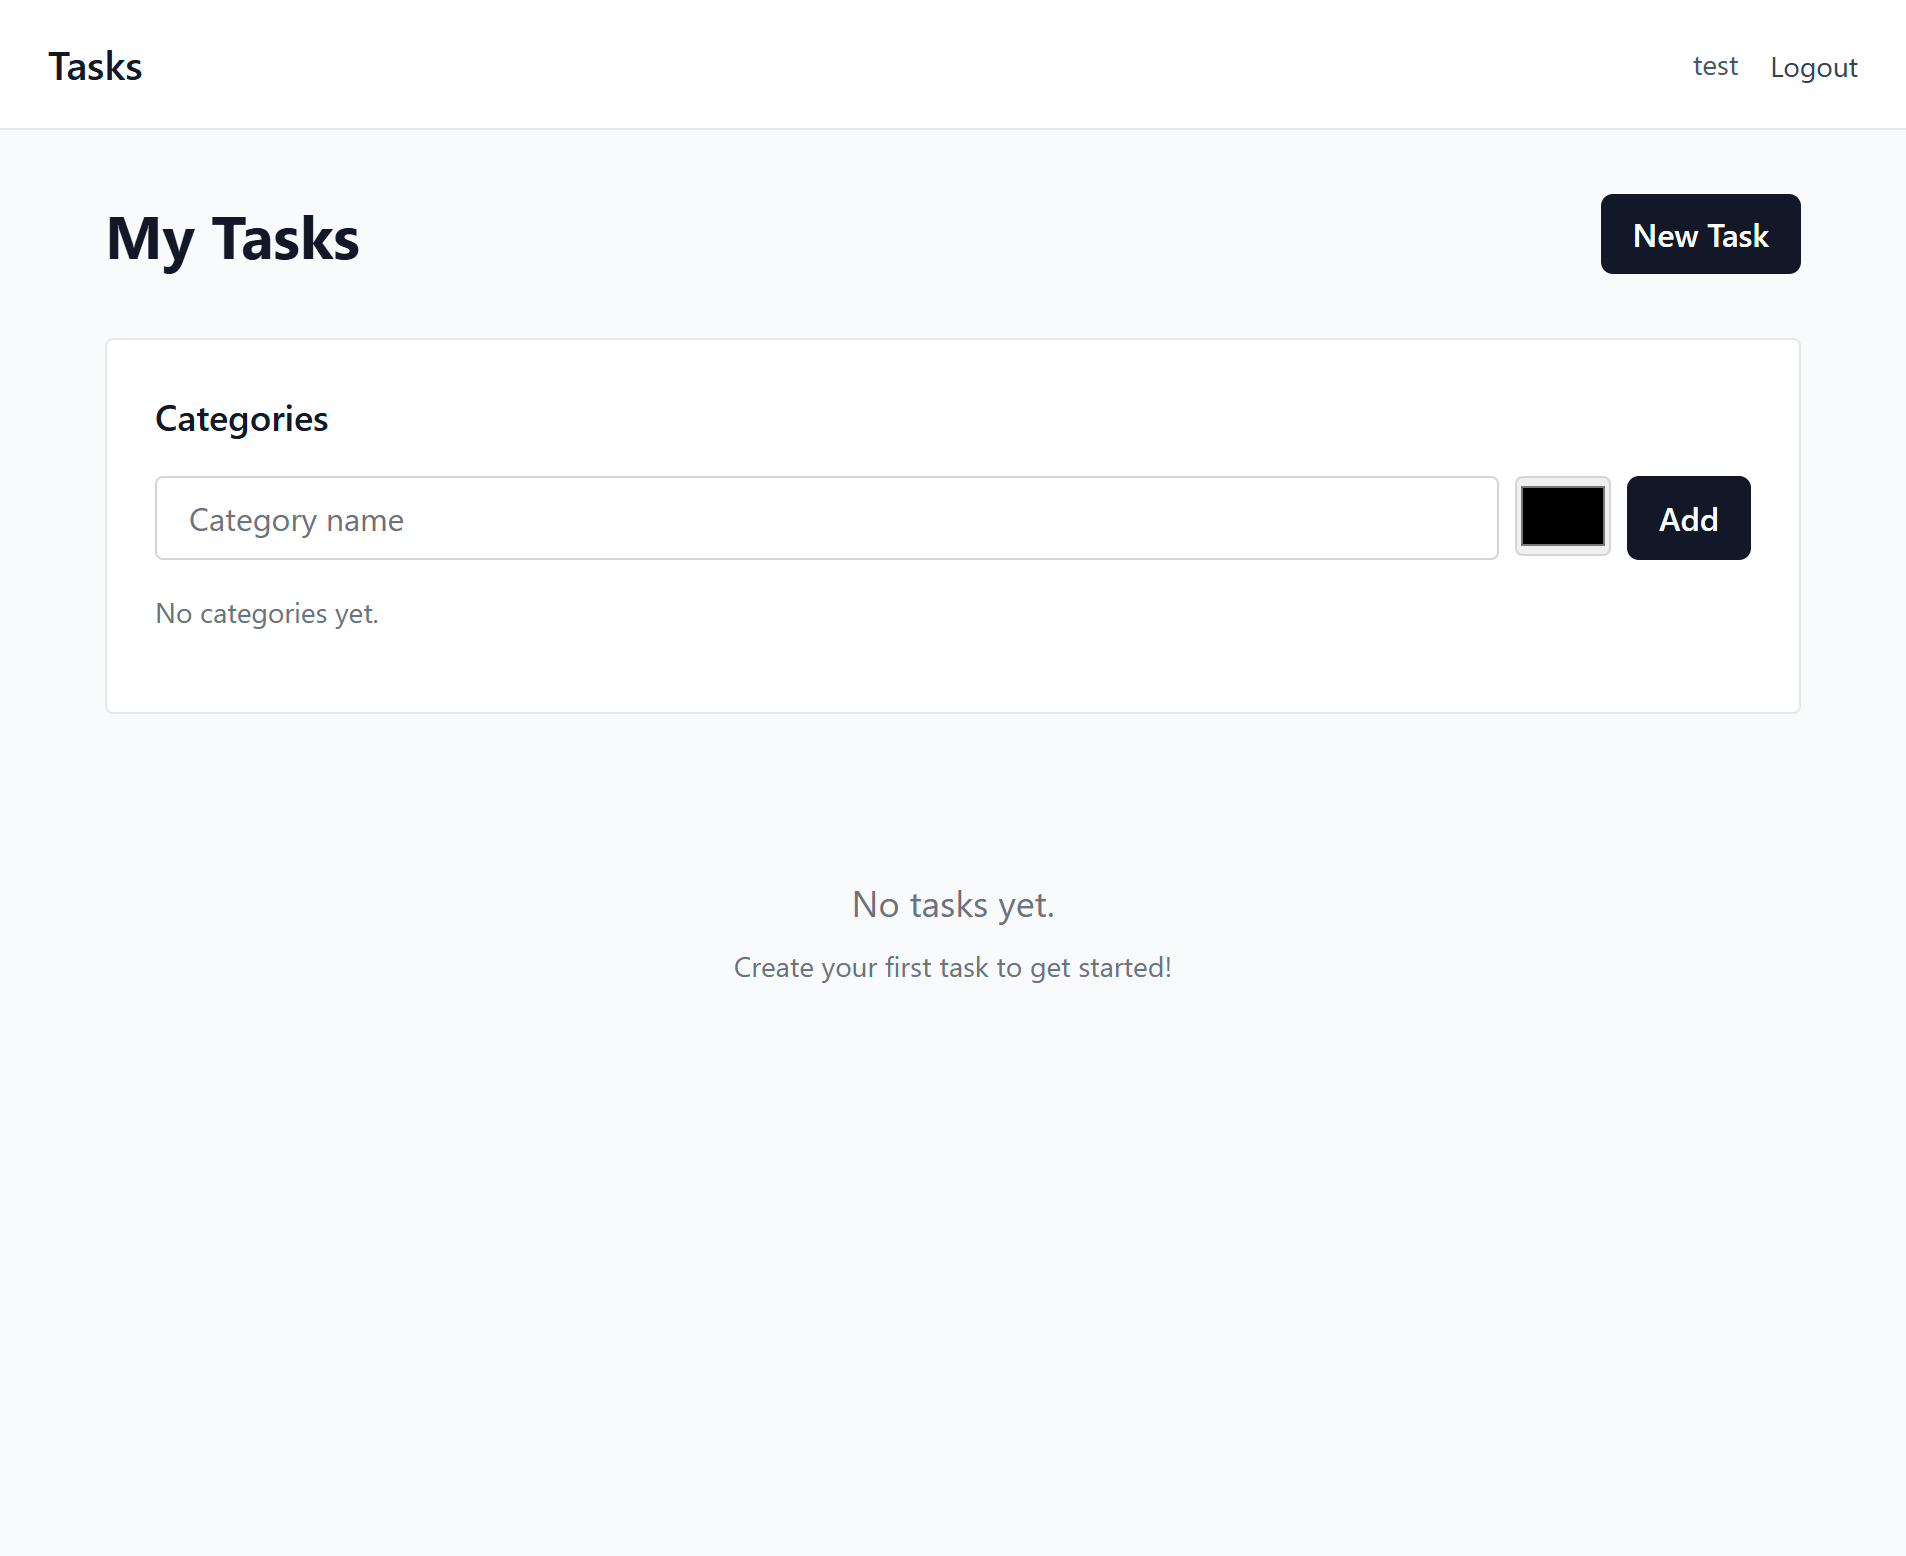 Tasks
test Logout
My Tasks
New Task
Categories
Category name
Add
No categories yet.
No tasks yet.
Create your first task to get started!